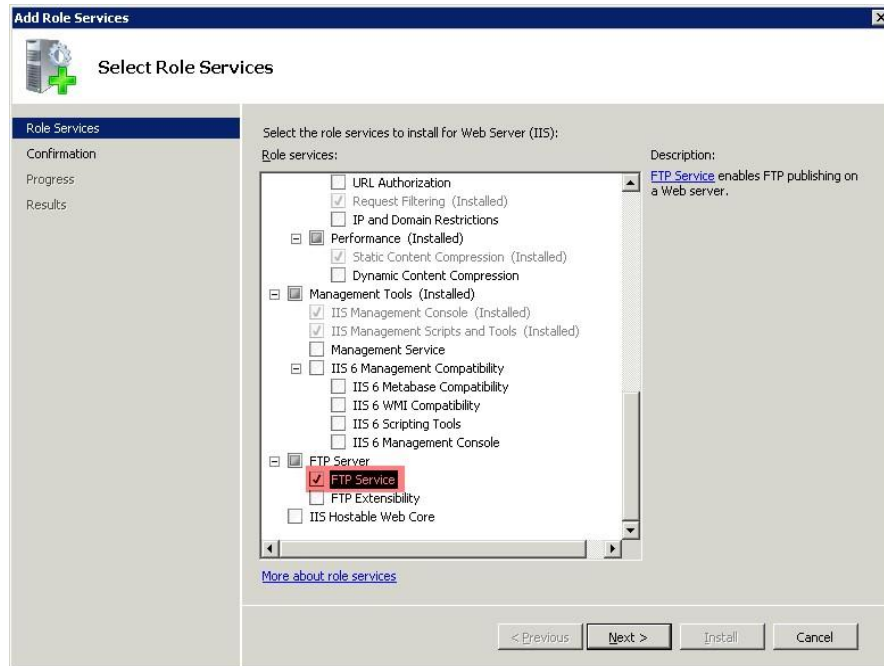 Add Role Services
Select Role Services
Role Services
Confirmation
Progress
Results
Select the role services to install for Web Server (IIS):
Role services:
URL Authorization
Request Filtering (Installed)
IP and Domain Restrictions
Performance (Installed)
Static Content Compression (Installed)
Dynamic Content Compression
Management Tools (Installed)
IIS Management Console (Installed)
IIS Management Scripts and Tools (Installed)
Management Service
IIS 6 Management Compatibility
IIS 6 Metabase Compatibility
IIS 6 WMI Compatibility
IIS 6 Scripting Tools
IIS 6 Management Console
FTP Server
FTP Service
FTP Extensibility
IIS Hostable Web Core
More about role services
Description:
FTP Service enables FTP publishing on
a Web server.
< Previous Next > Install Cancel